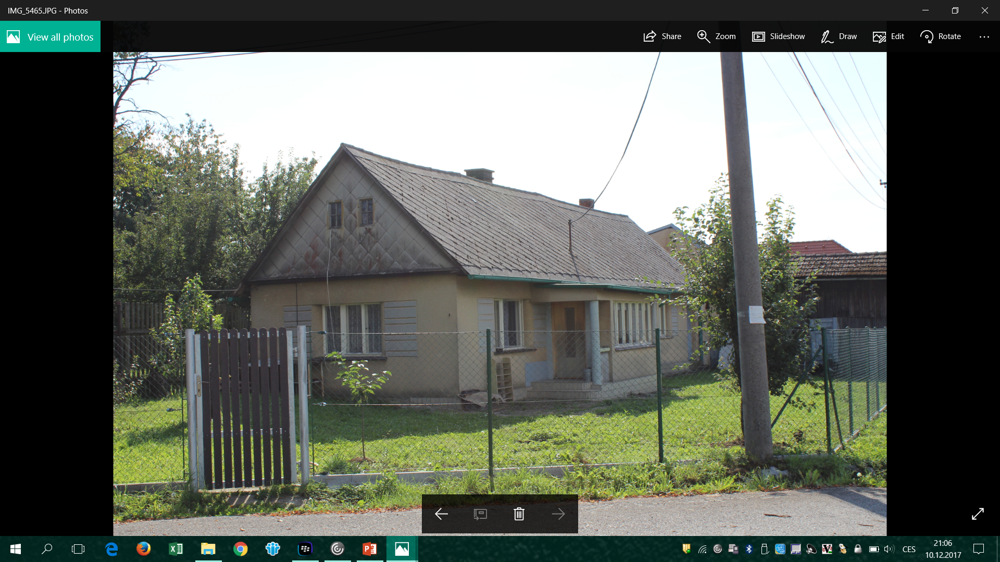 IMG_5465.JPG - Photos
View all photos
Share
Zoom
Slideshow
Draw
Edit
Rotate
CES
21:06
10.12.2017